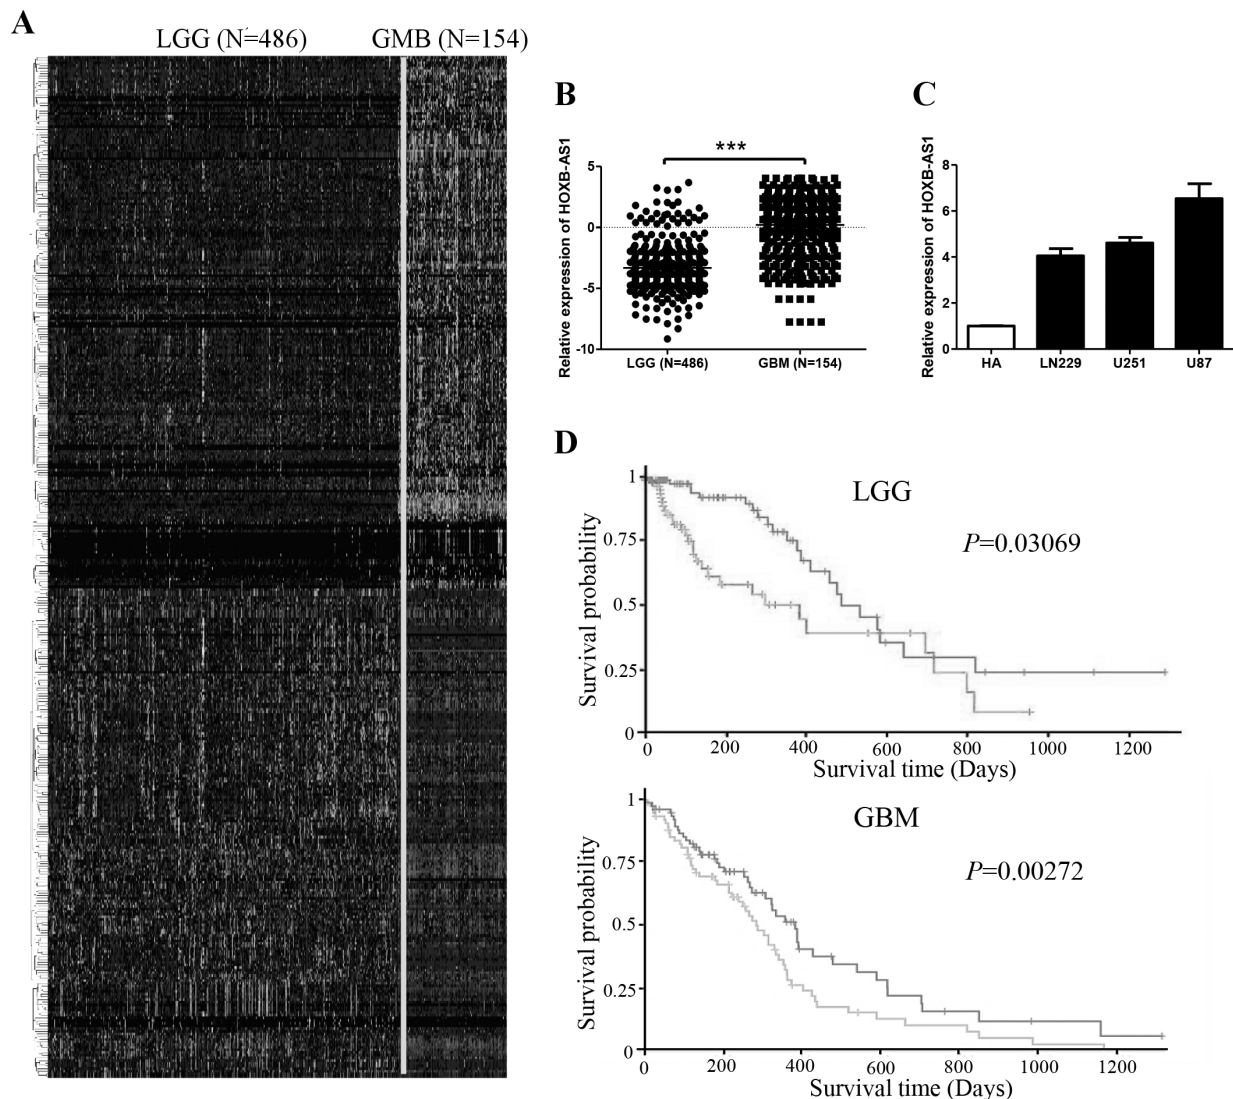 A
LGG (N=486)
GMB (N=154)
B
Relative expression of HOXB-AS1
5
0
-5
-10
***
LGG (N=486)
GBM (N=154)
C
Relative expression of HOXB-AS1
8
6
4
2
0
HA
LN229
U251
U87
D
LGG
P=0.03069
Survival probability
1
0.75
0.5
0.25
0
0
200
400
600
800
1000
1200
Survival time (Days)
GBM
P=0.00272
Survival probability
1
0.75
0.5
0.25
0
0
200
400
600
800
1000
1200
Survival time (Days)